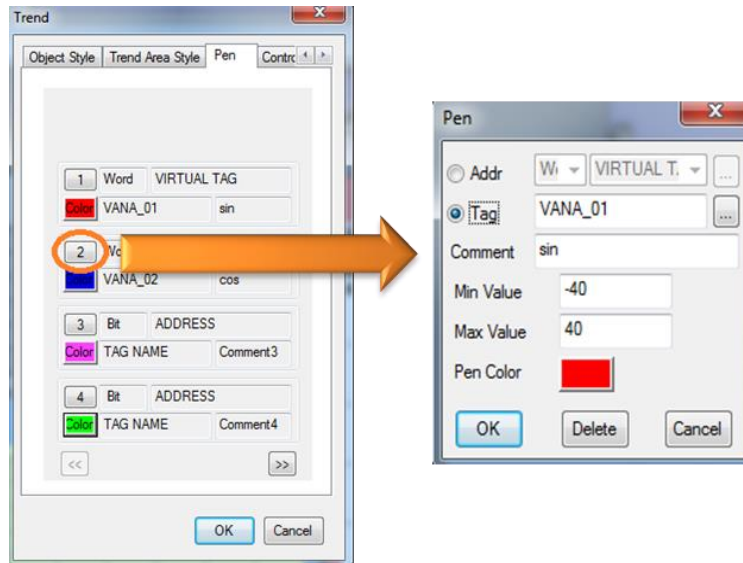 Trend
Object Style Trend Area Style Pen Contrc
1 Word VIRTUAL TAG
Color VANA_01 sin
2
VANA_02 cos
3 Bit ADDRESS
Color TAG NAME Comment3
4 Bit ADDRESS
Color TAG NAME Comment4
<< >>
OK Cancel
Pen
Addr VIRTUAL T.
Tag VANA_01 ...
Comment sin
Min Value -40
Max Value 40
Pen Color
OK Delete Cancel